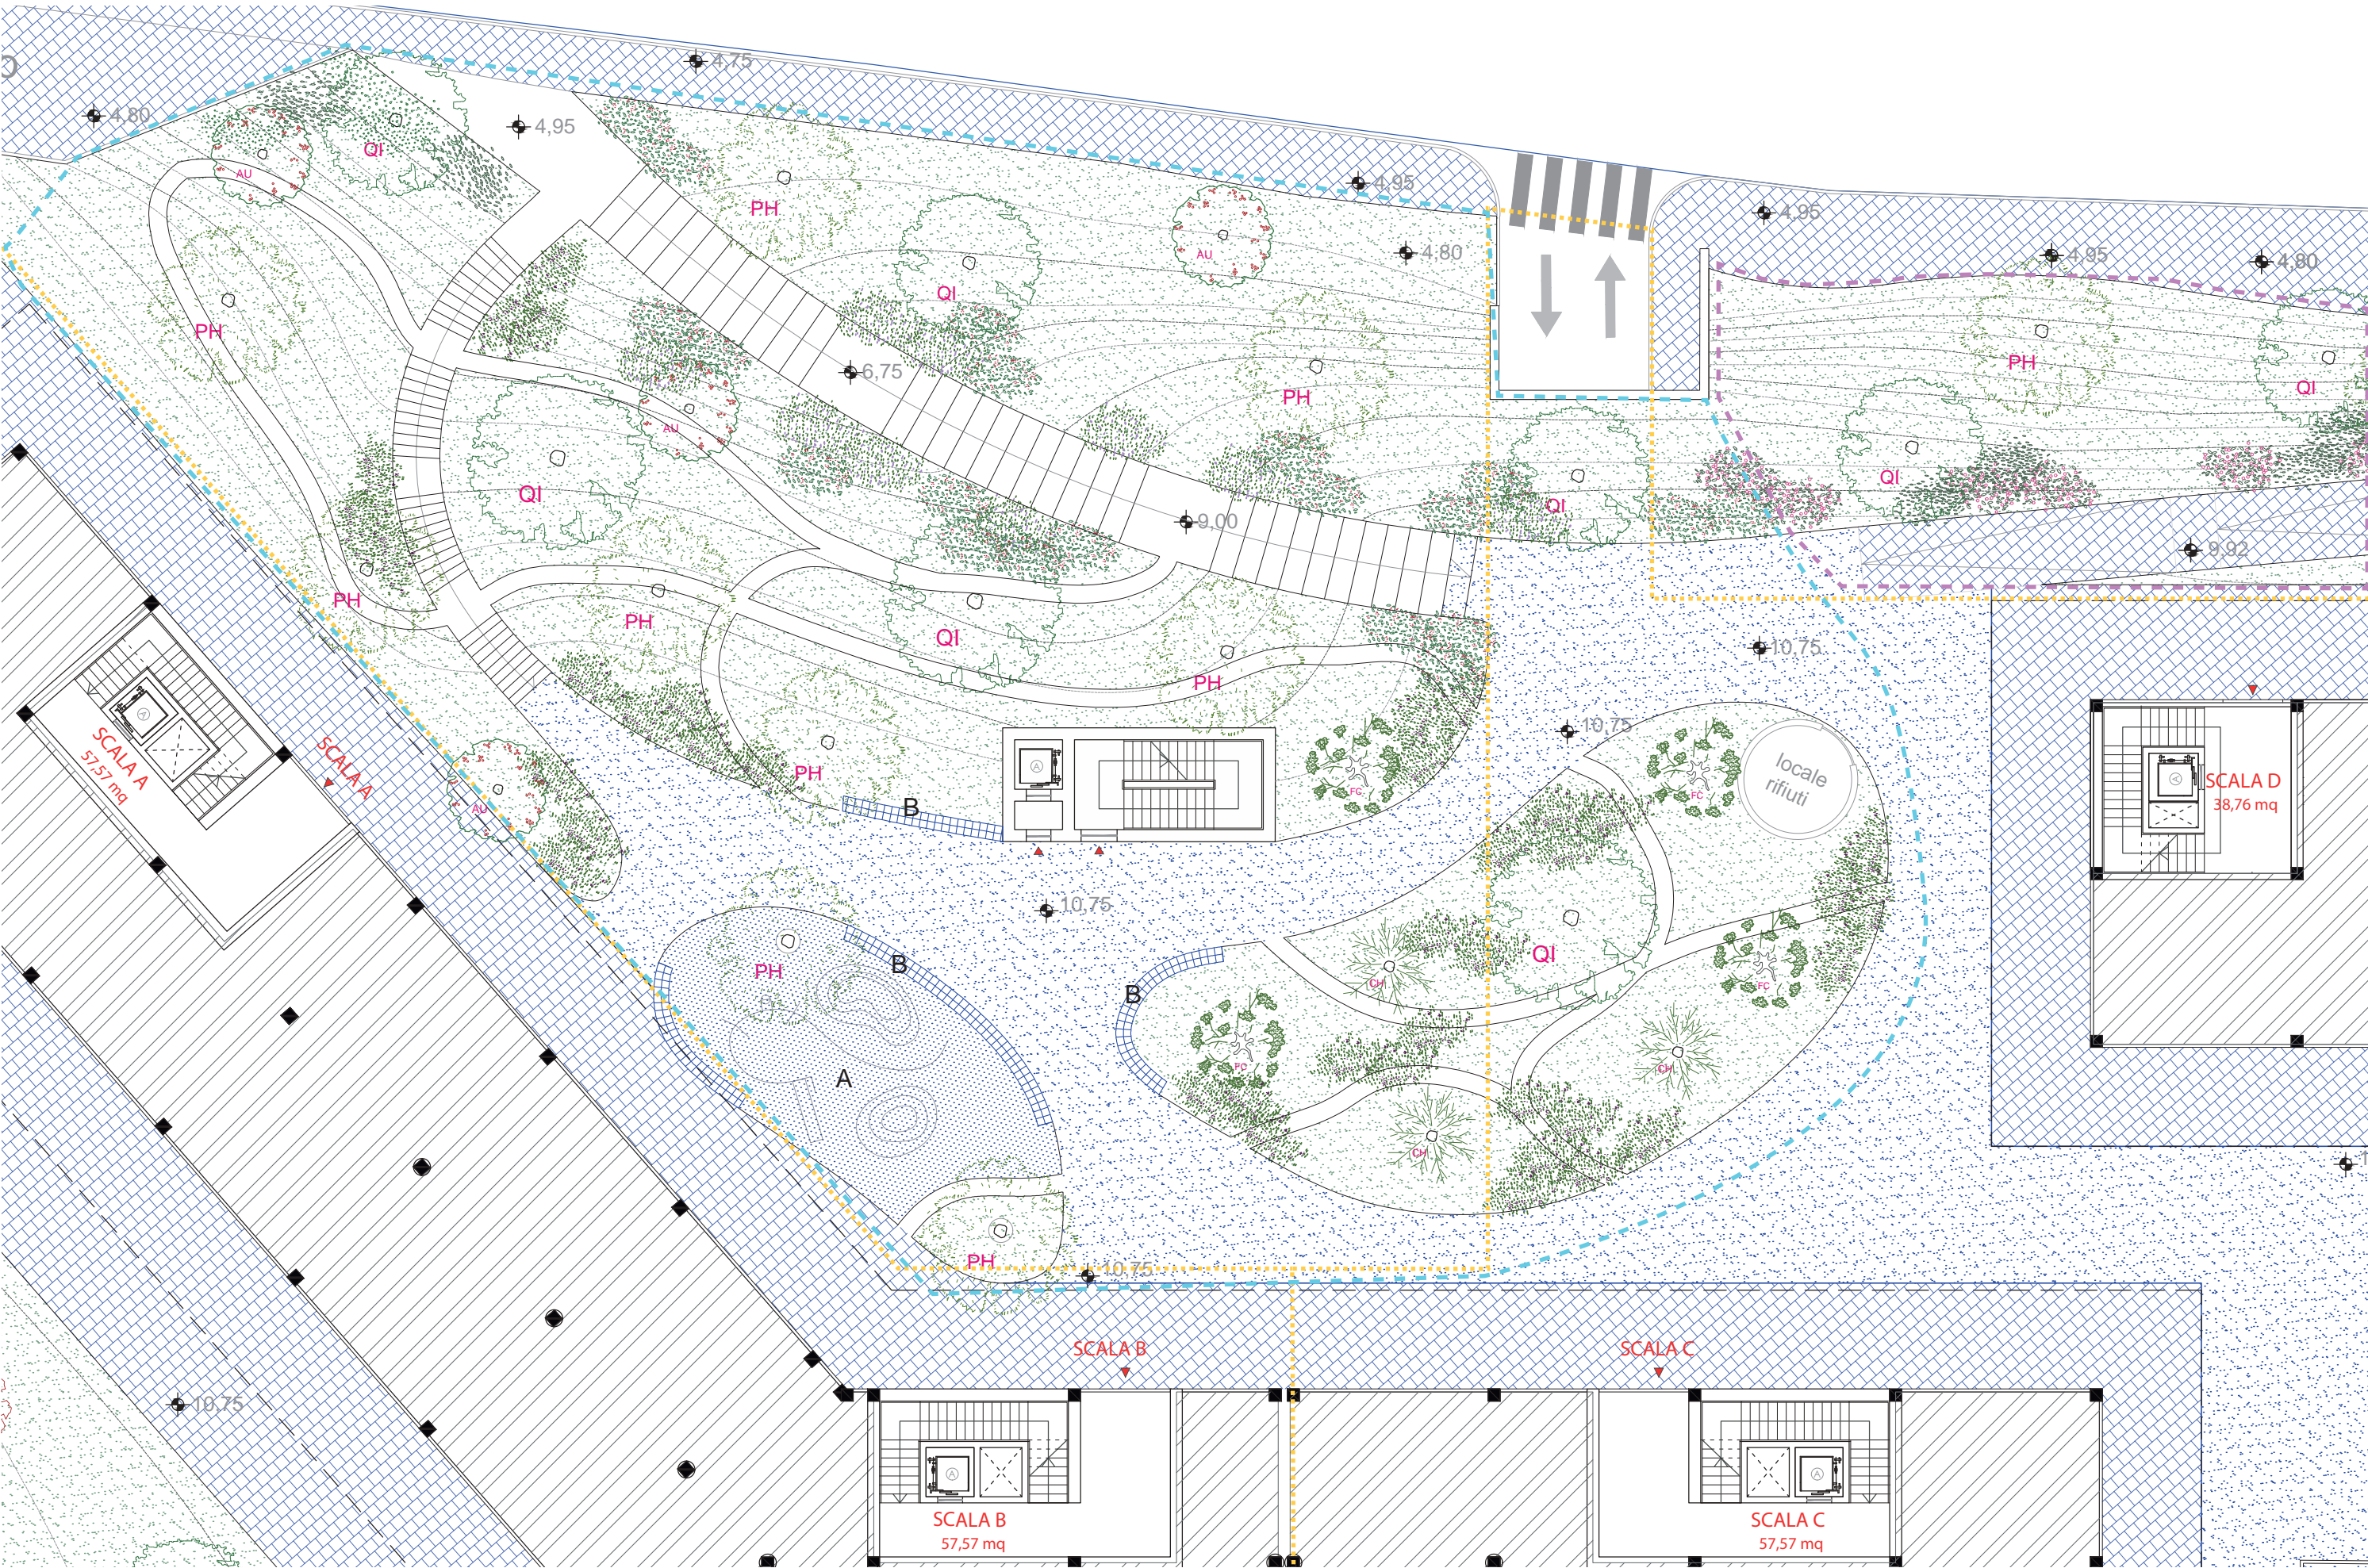 4,75
4,80
4,95
QI
AU
PH
4,95
4,95
4,95
4,80
AU
4.80
QI
PH
PH
QI
6,75
PH
AU
QI
QI
QI
9,00
9,92
PH
PH
QI
10,75
PH
10,75
SCALA A
57,57 mq
SCALA A
PH
AU
B
A
FC
FC
locale
rifiuti
A
SCALA D
38,76 mq
10,75
PH
B
B
QI
CH
FC
A
FC
CH
CH
PH
10,75
SCALA B
SCALA C
10,75
A
A
SCALA B
57,57 mq
SCALA C
57,57 mq